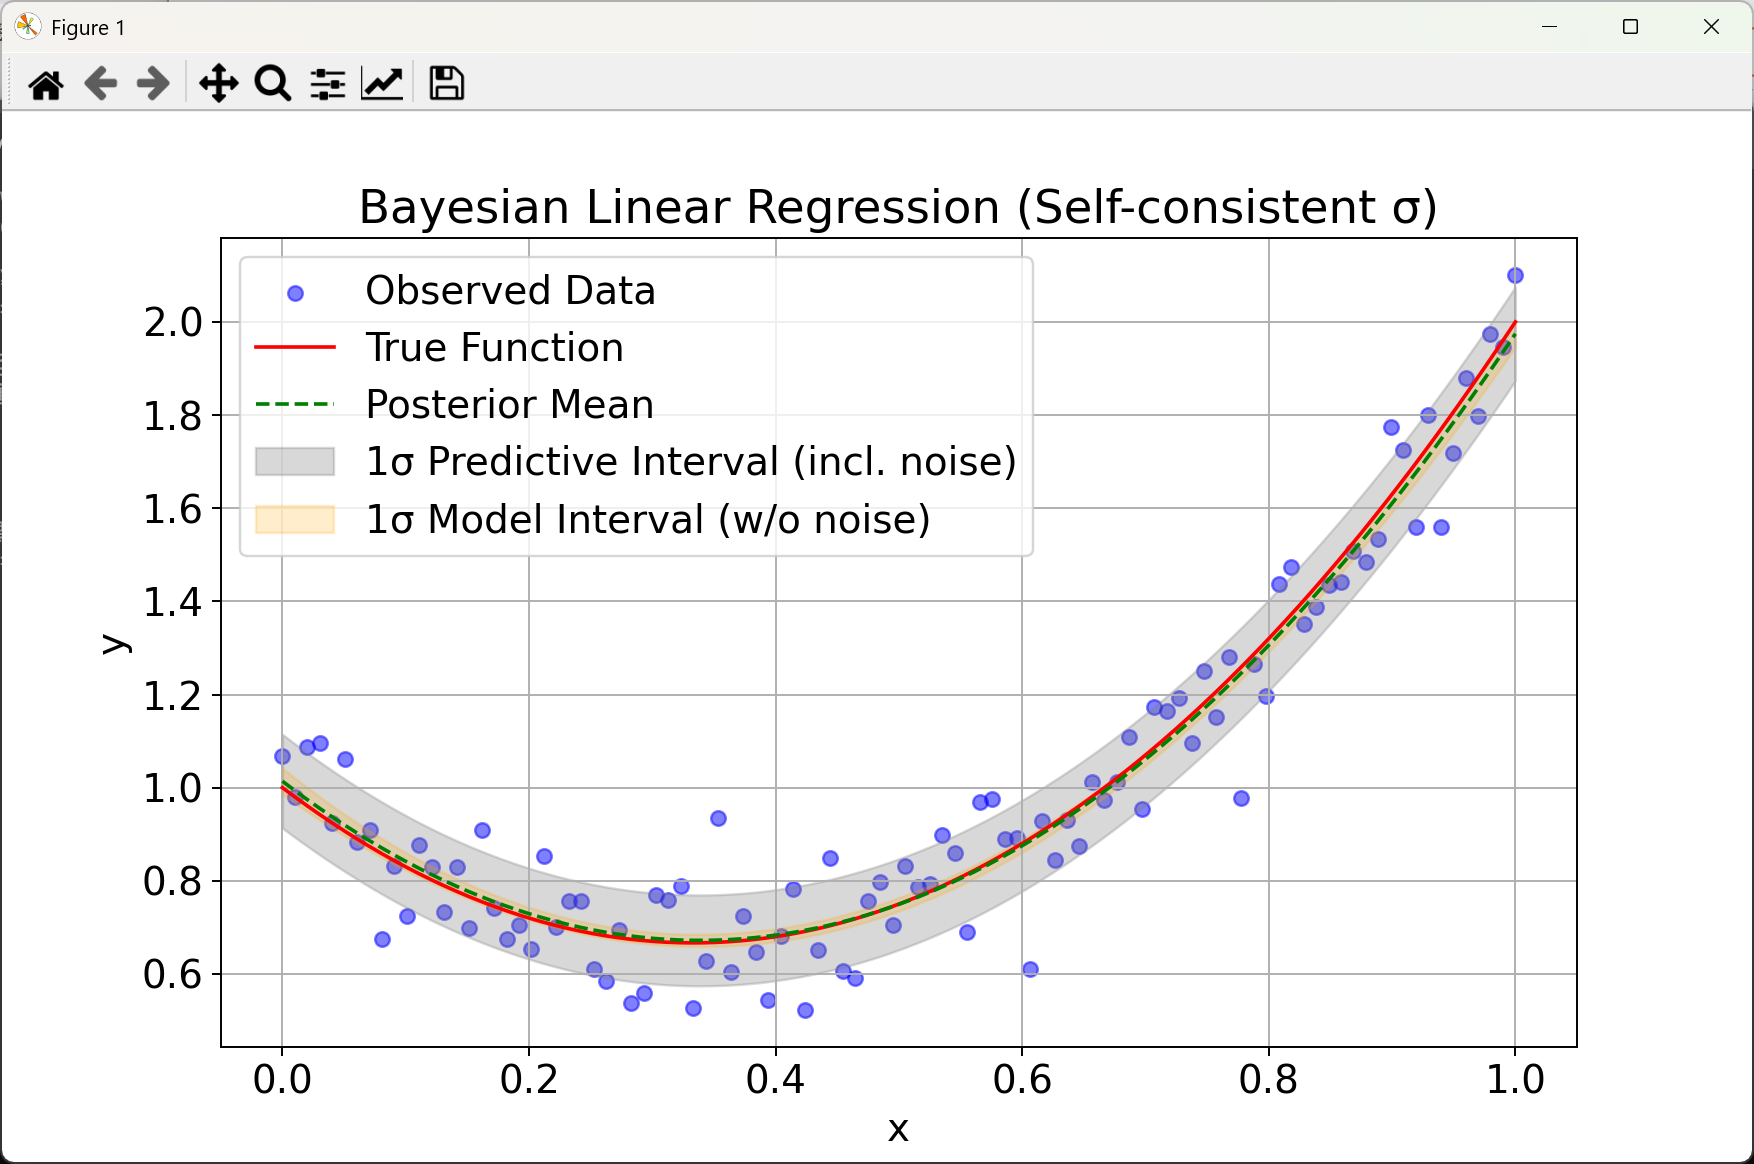 Figure 1
Bayesian Linear Regression (Self-consistent σ)
Observed Data
True Function
Posterior Mean
1σ Predictive Interval (incl. noise)
1σ Model Interval (w/o noise)
2.0
1.8
1.6
1.4
1.2
1.0
0.8
0.6
y
0.0 0.2 0.4 0.6 0.8 1.0
x